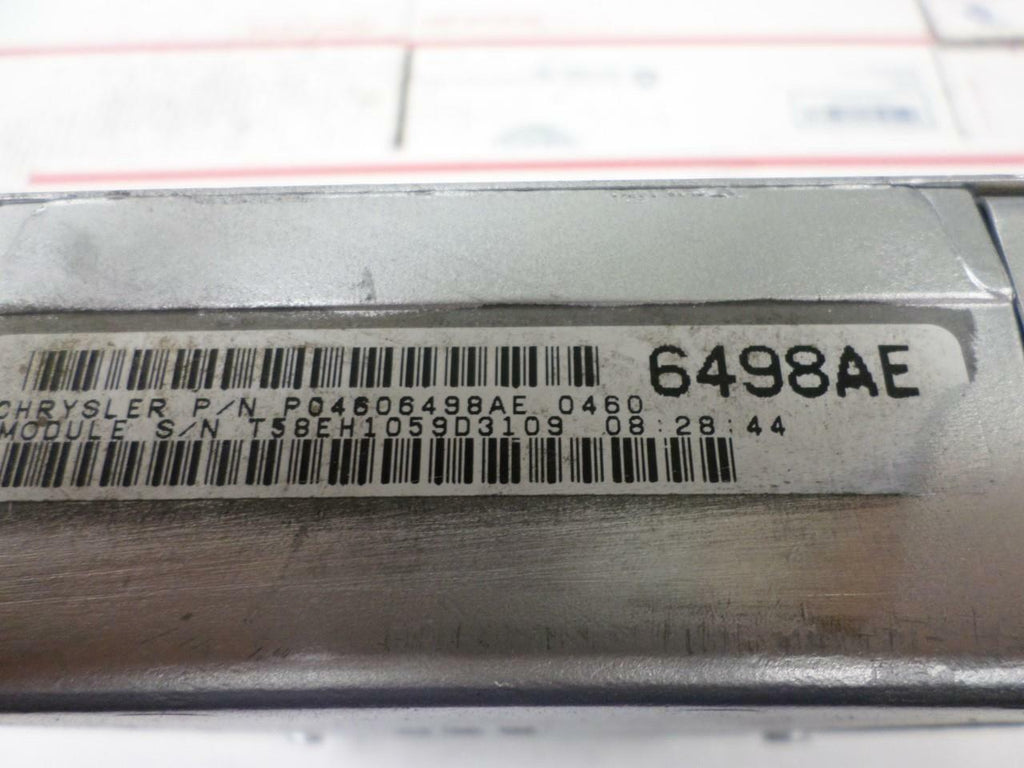 6498AE
CHRYSLER P/N P04606498AE 0460
MODULE S/N T58EH1059D3109 08:28:44